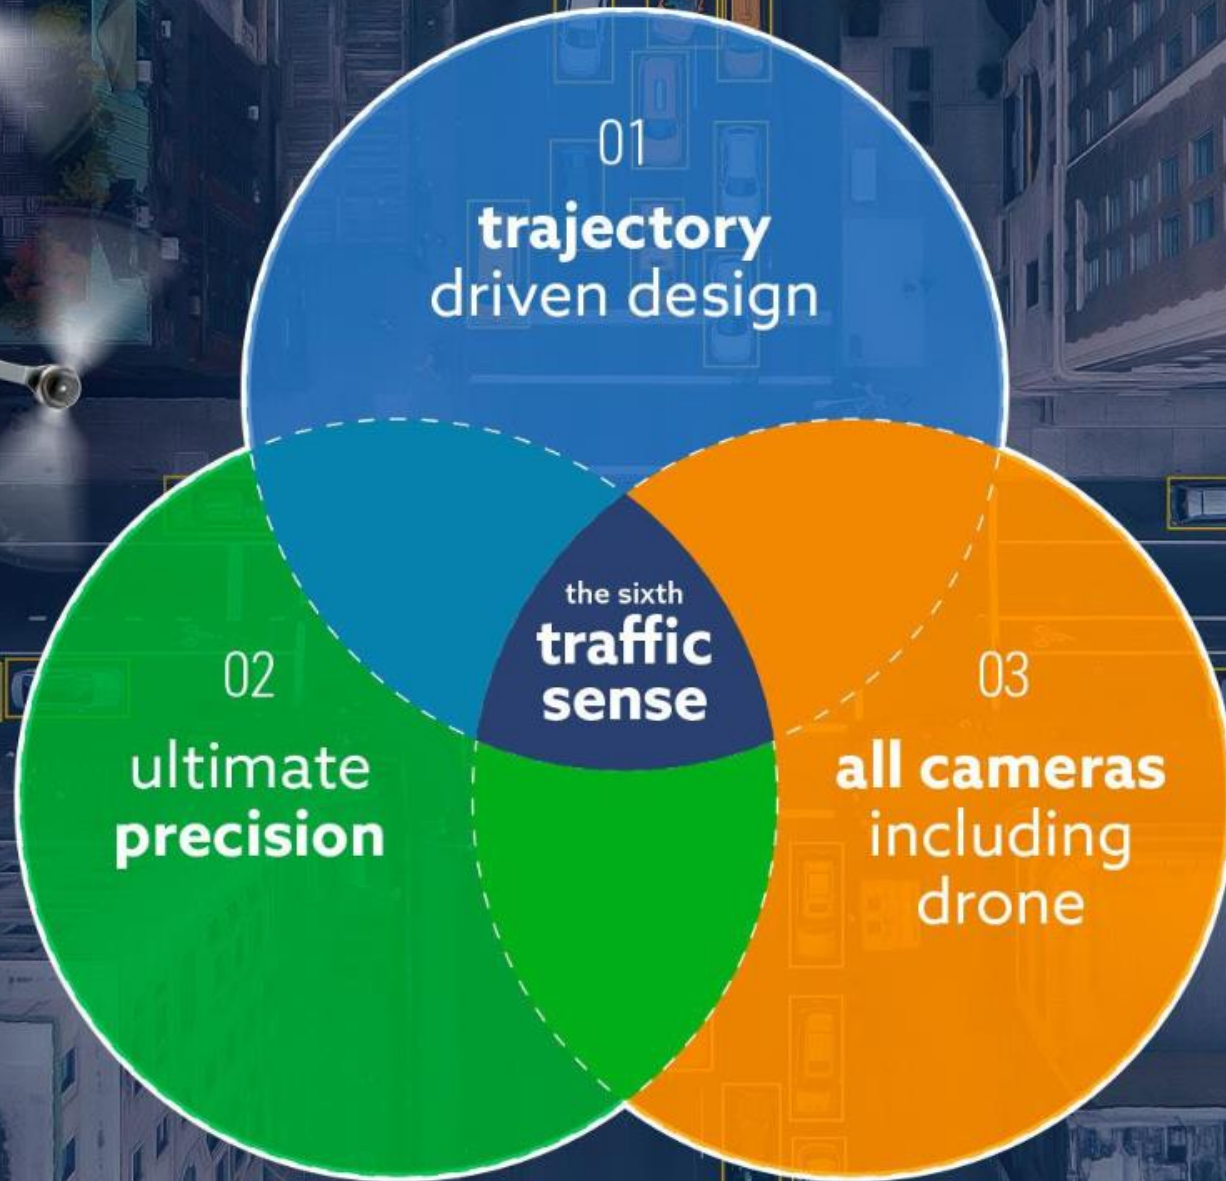 01
trajectory
driven design
the sixth
traffic
sense
02
ultimate
precision
03
all cameras
including
drone